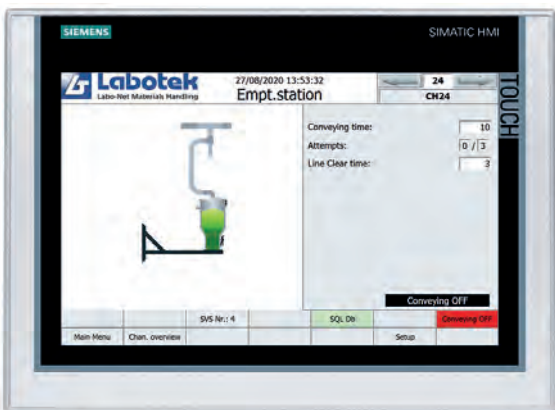 SIEMENS
SIMATIC HMI
TOUCH
Labotek
Labo-Net Materials Handling
27/08/2020 13:53:32
Empt.station
24
CH24
Conveying time: 10
Attempts: 0 / 3
Line Clear time: 3
Conveying OFF
SVS Nr.: 4
SQL Db
Conveying OFF
Main Menu
Chan. overview
Setup